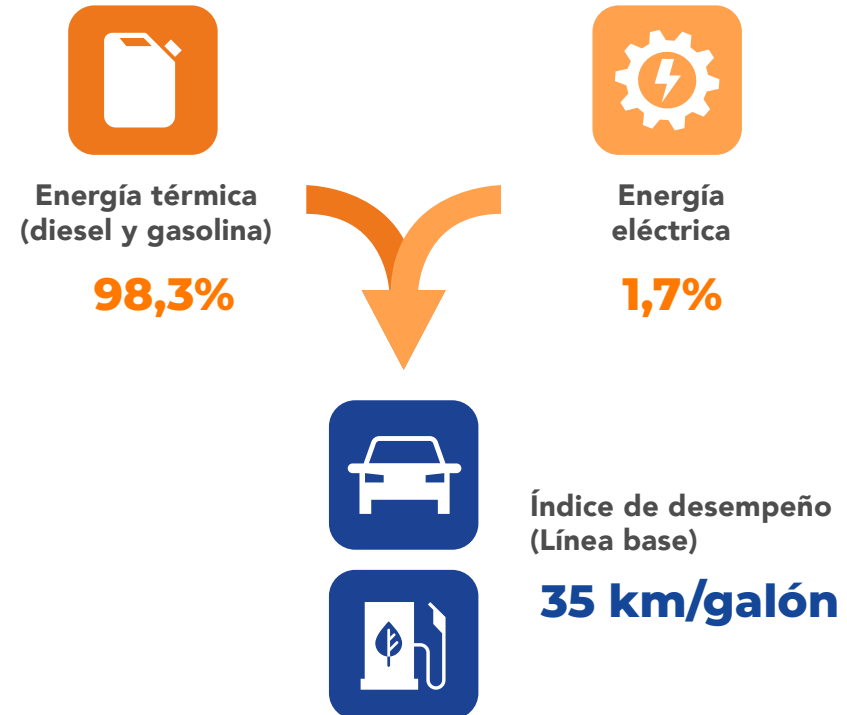 Energía térmica
(diesel y gasolina)
98,3%
Energía
eléctrica
1,7%
Índice de desempeño
(Línea base)
35 km/galón